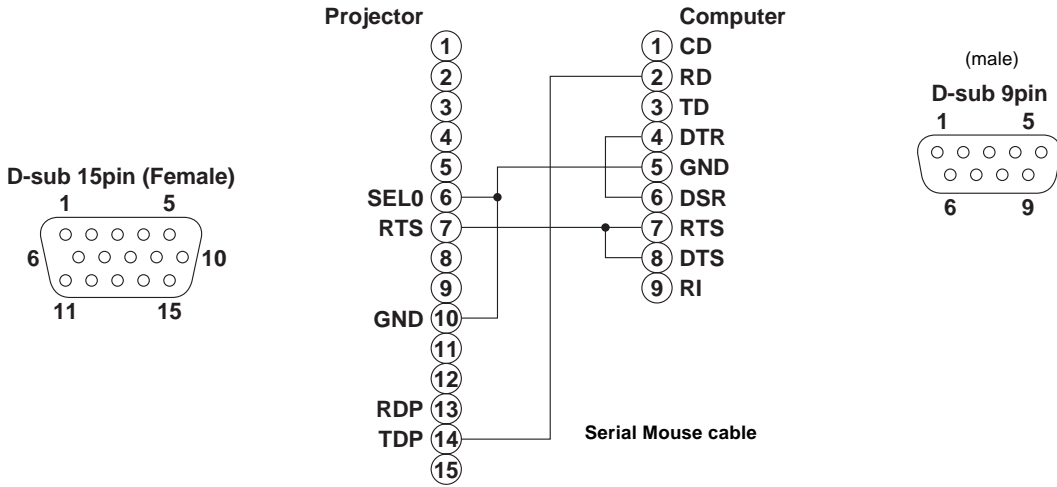 Projector
1
2
3
4
5
SEL0 6
RTS 7
8
9
GND 10
11
12
RDP 13
TDP 14
15
Computer
1 CD
2 RD
3 TD
4 DTR
5 GND
6 DSR
7 RTS
8 DTS
9 RI
Serial Mouse cable
D-sub 15pin (Female)
1 5
6 10
11 15
(male)
D-sub 9pin
1 5
6 9